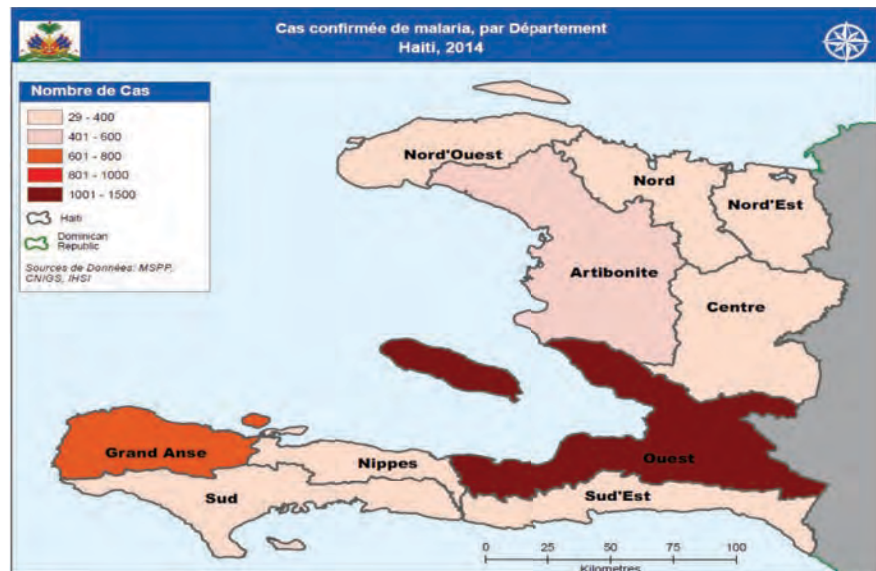 Cas confirmée de malaria, par Département
Haiti, 2014
Nombre de Cas
29 - 400
401 - 600
601 - 800
801 - 1000
1001 - 1500
Haiti
Dominican
Republic
Sources de Données: MSPP,
CNIGS, IHSI
Nord'Ouest
Nord
Nord'Est
Artibonite
Centre
Grand Anse
Nippes
Ouest
Sud
Sud'Est
0 25 50 75 100
Kilometres